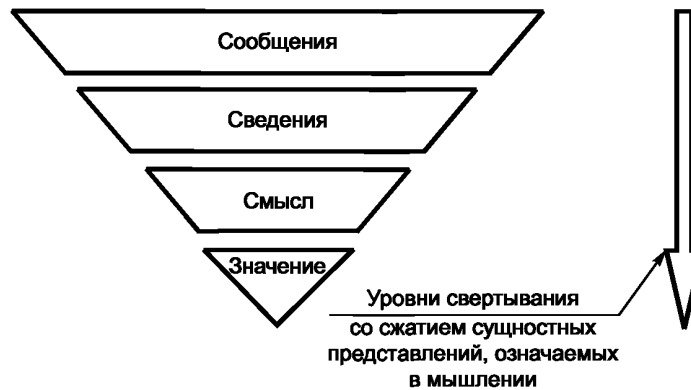 Сообщения
Сведения
Смысл
Значение
Уровни свертывания
со сжатием сущностных
представлений, означаемых
в мышлении